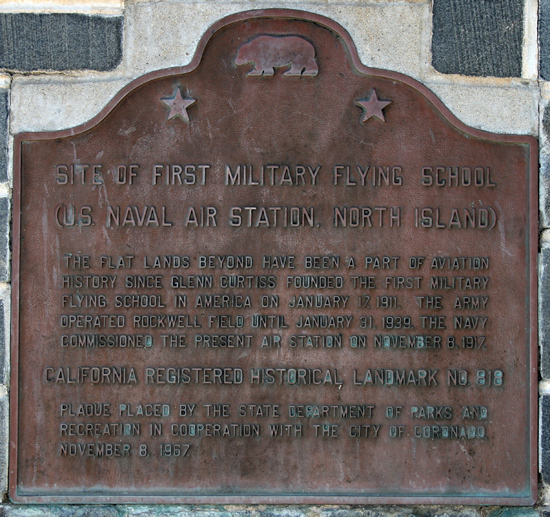 SITE OF FIRST MILITARY FLYING SCHOOL
(U.S. NAVAL AIR STATION, NORTH ISLAND)
THE FLAT LANDS BEYOND HAVE BEEN A PART OF AVIATION
HISTORY SINCE GLENN CURTISS FOUNDED THE FIRST MILITARY
FLYING SCHOOL IN AMERICA ON JANUARY 17, 1911. THE ARMY
OPERATED ROCKWELL FIELD UNTIL JANUARY 31, 1939. THE NAVY
COMMISSIONED THE PRESENT AIR STATION ON NOVEMBER 8, 1917.
CALIFORNIA REGISTERED HISTORICAL LANDMARK NO. 818
PLAQUE PLACED BY THE STATE DEPARTMENT OF PARKS AND
RECREATION IN COOPERATION WITH THE CITY OF CORONADO
NOVEMBER 8, 1967.